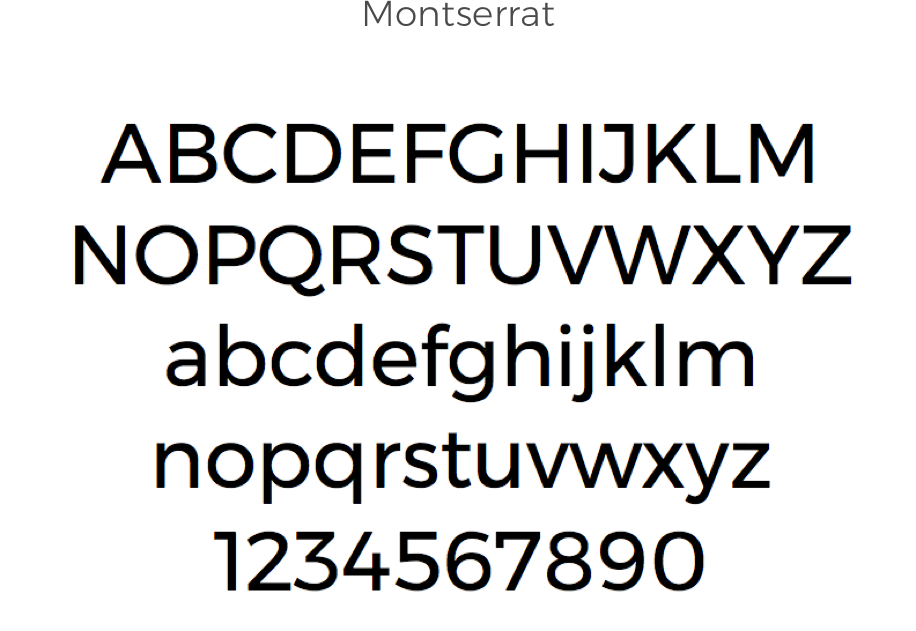 Montserrat
ABCDEFGHIJKLM
NOPQRSTUVWXYZ
abcdefghijklm
nopqrstuvwxyz
1234567890